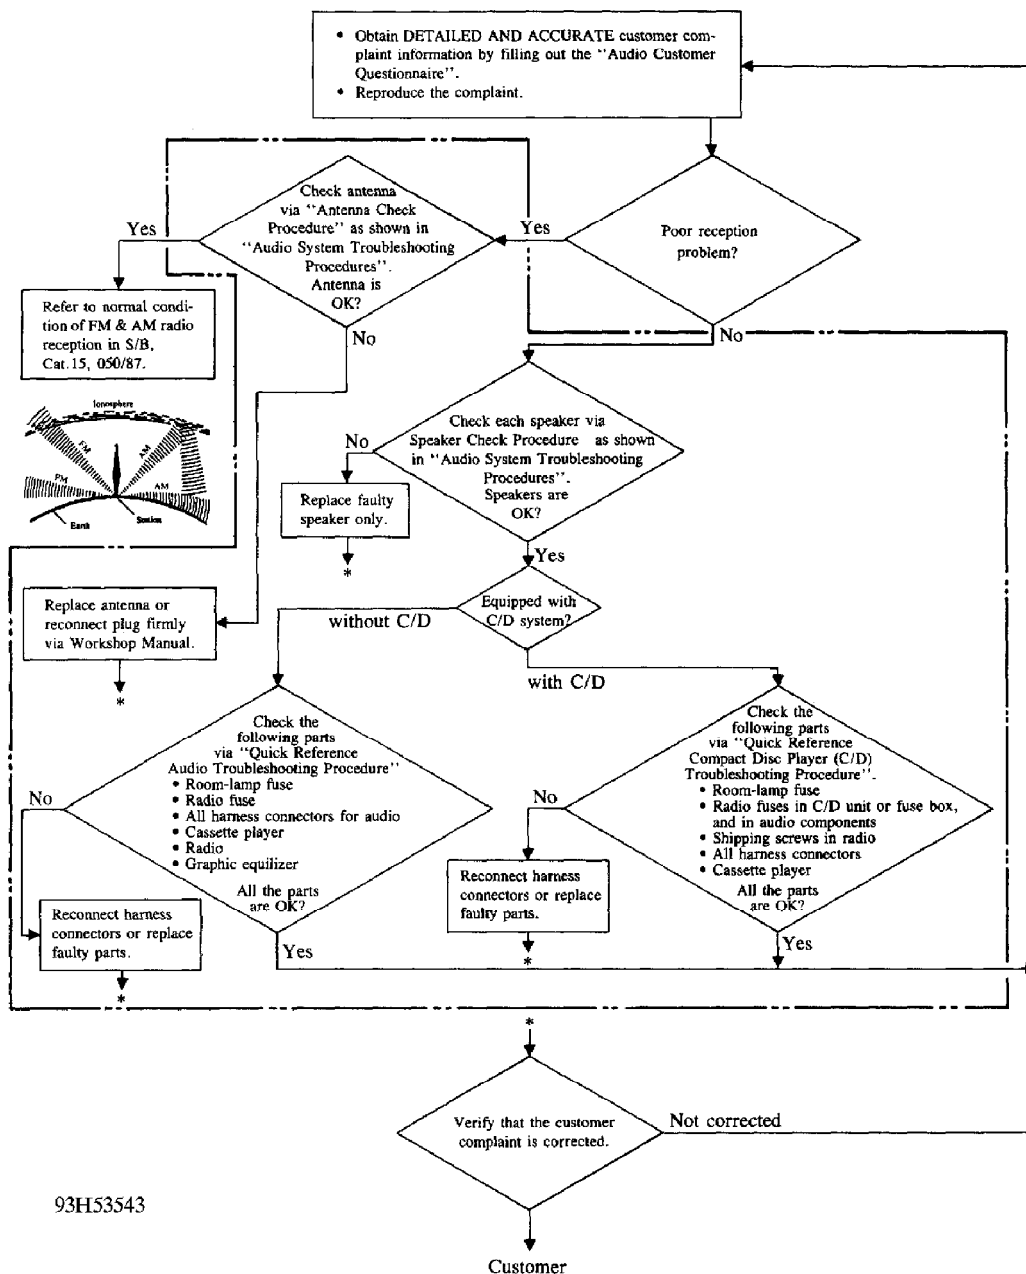 • Obtain DETAILED AND ACCURATE customer com-
plaint information by filling out the "Audio Customer
Questionnaire".
• Reproduce the complaint.
Poor reception
problem?
Yes
No
Check antenna
via "Antenna Check
Procedure" as shown in
"Audio System Troubleshooting
Procedures".
Antenna is
OK?
Yes
No
Refer to normal condi-
tion of FM & AM radio
reception in S/B,
Cat.15, 050/87.
Ionosphere
FM
AM
FM
AM
Earth
Station
Check each speaker via
Speaker Check Procedure as shown
in "Audio System Troubleshooting
Procedures".
Speakers are
OK?
No
Yes
Replace faulty
speaker only.
*
Replace antenna or
reconnect plug firmly
via Workshop Manual.
*
Equipped with
C/D system?
without C/D
with C/D
Check the
following parts
via "Quick Reference
Audio Troubleshooting Procedure"
• Room-lamp fuse
• Radio fuse
• All harness connectors for audio
• Cassette player
• Radio
• Graphic equilizer
All the parts
are OK?
No
Yes
Reconnect harness
connectors or replace
faulty parts.
*
Check the
following parts
via "Quick Reference
Compact Disc Player (C/D)
Troubleshooting Procedure".
• Room-lamp fuse
• Radio fuses in C/D unit or fuse box,
and in audio components
• Shipping screws in radio
• All harness connectors
• Cassette player
All the parts
are OK?
No
Yes
Reconnect harness
connectors or replace
faulty parts.
*
*
Verify that the customer
complaint is corrected.
Not corrected
Customer
93H53543